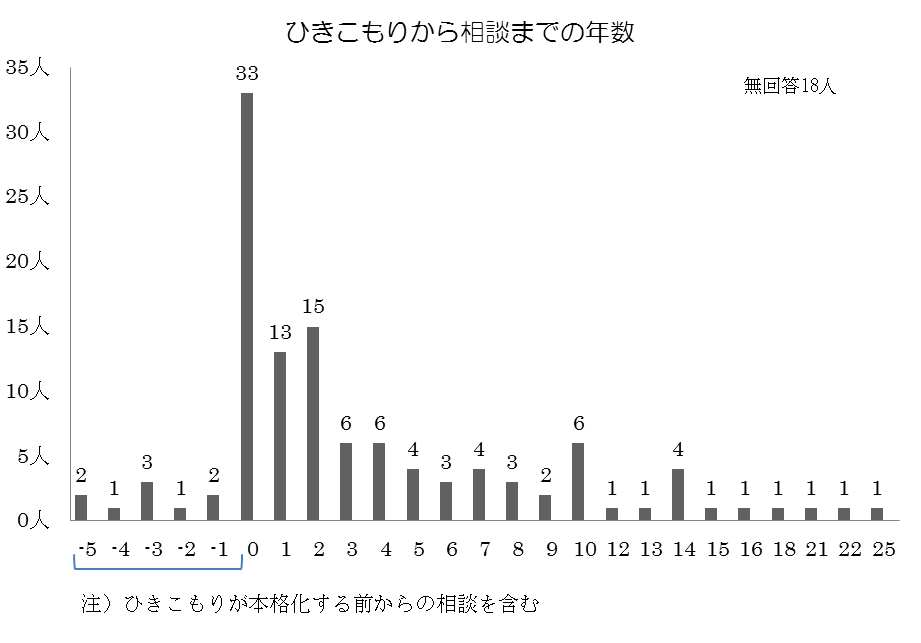 ひきこもりから相談までの年数
無回答18人
35人
30人
25人
20人
15人
10人
5人
0人
2 1 3 1 2 33 13 15 6 6 4 3 4 3 2 6 1 1 4 1 1 1 1 1 1
-5 -4 -3 -2 -1 0 1 2 3 4 5 6 7 8 9 10 12 13 14 15 16 18 21 22 25
注）ひきこもりが本格化する前からの相談を含む